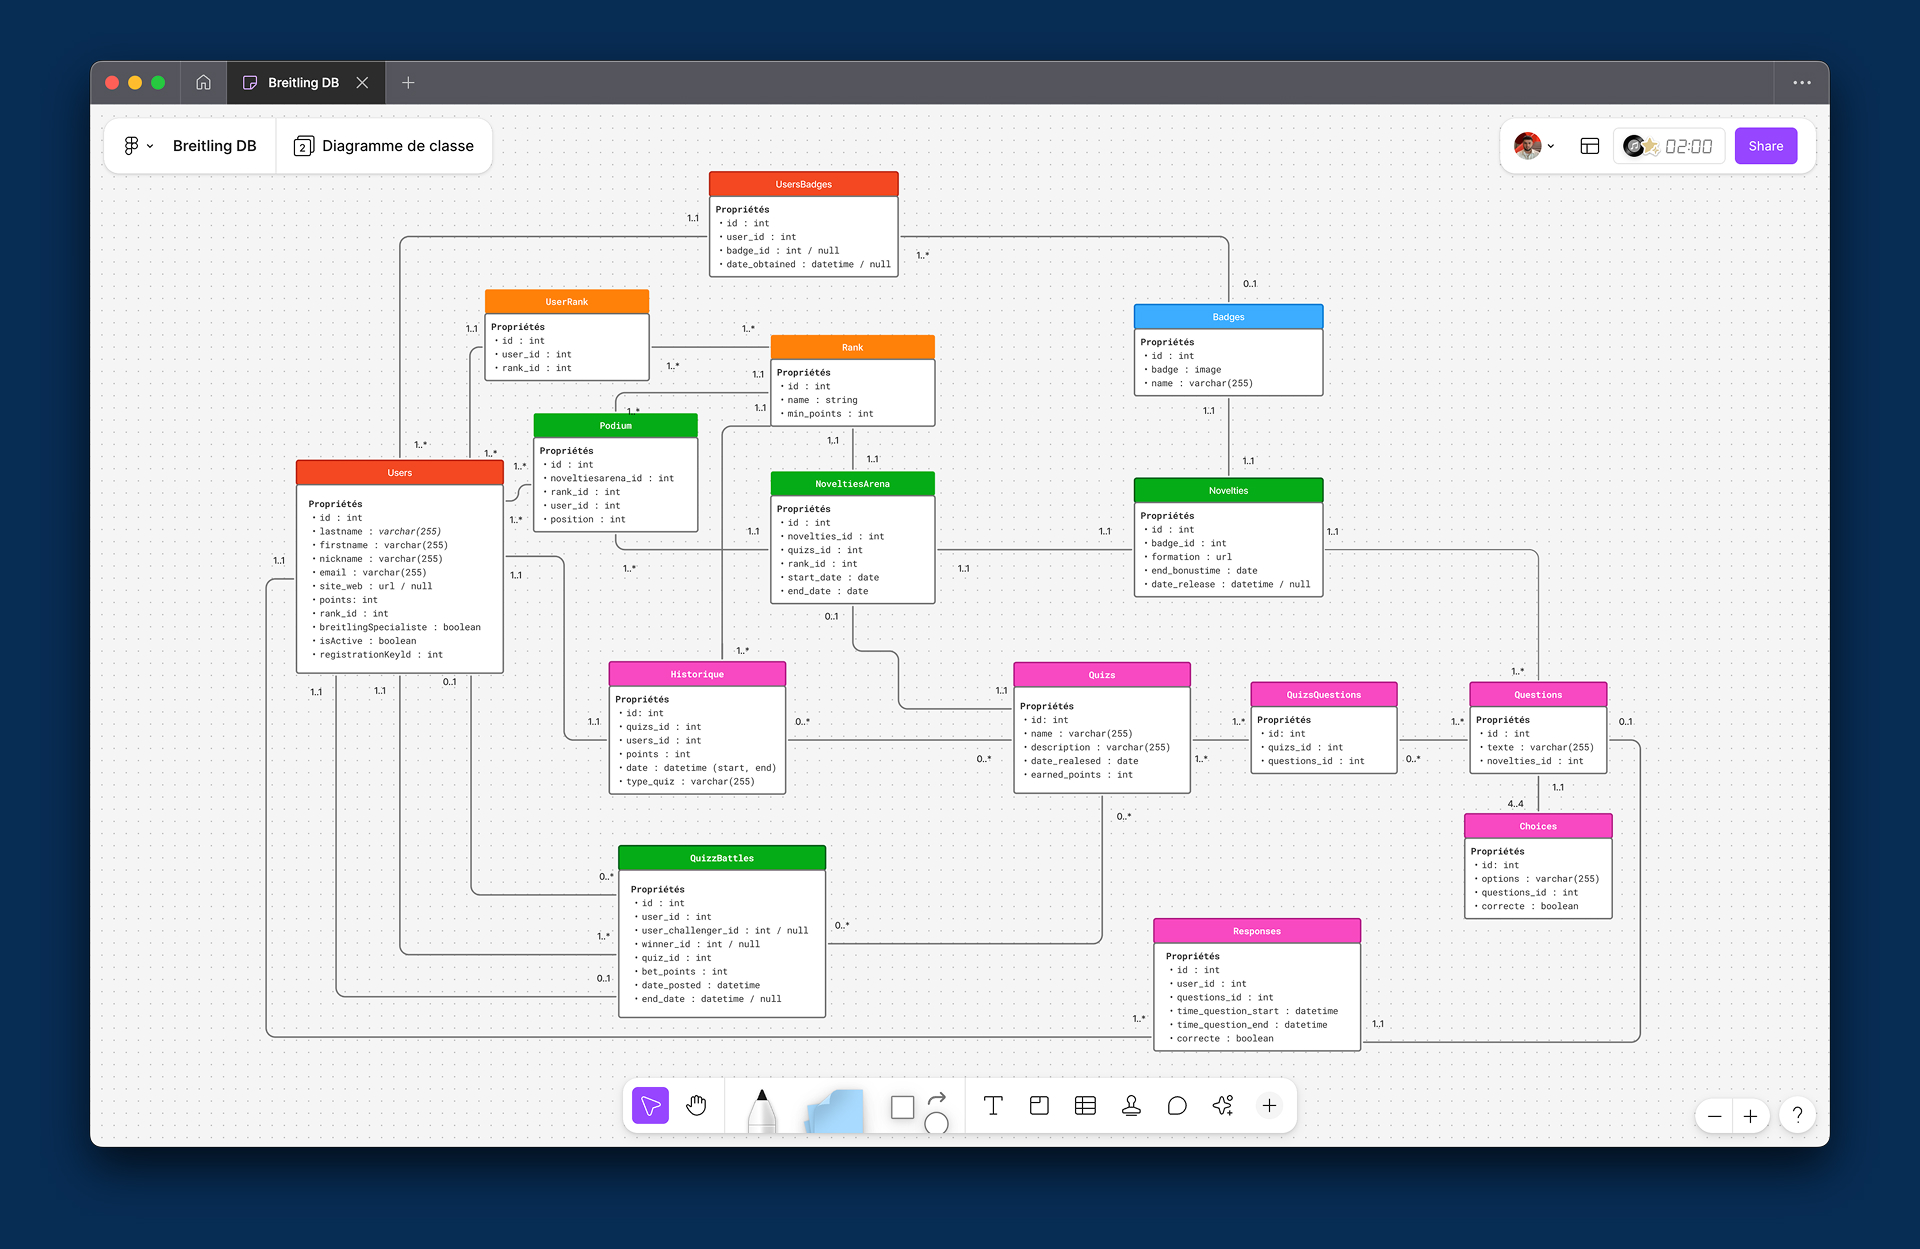 Breitling DB
Breitling DB
2
Diagramme de classe
02:00
Share
UsersBadges
Propriétés
• id : int
• user_id : int
• badge_id : int / null
• date_obtained : datetime / null
1..1
1..*
0..1
UserRank
Propriétés
• id : int
• user_id : int
• rank_id : int
1..1
1..*
1..*
Rank
Propriétés
• id : int
• name : string
• min_points : int
1..1
1..1
1..1
Badges
Propriétés
• id : int
• badge : image
• name : varchar(255)
1..1
1..*
Podium
Propriétés
• id : int
• noveltiesarena_id : int
• rank_id : int
• user_id : int
• position : int
1..*
1..*
1..*
1..*
1..*
Users
Propriétés
• id : int
• lastname : varchar(255)
• firstname : varchar(255)
• nickname : varchar(255)
• email : varchar(255)
• site_web : url / null
• points: int
• rank_id : int
• breitlingSpecialiste : boolean
• isActive : boolean
• registrationKeyld : int
1..1
1..1
1..1
1..1
0..1
1..1
NoveltiesArena
Propriétés
• id : int
• novelties_id : int
• quizs_id : int
• rank_id : int
• start_date : date
• end_date : date
1..1
1..1
0..1
1..1
Novelties
Propriétés
• id : int
• badge_id : int
• formation : url
• end_bonustime : date
• date_release : datetime / null
1..1
1..1
1..*
Historique
Propriétés
• id: int
• quizs_id : int
• users_id : int
• points : int
• date : datetime (start, end)
• type_quiz : varchar(255)
1..*
1..1
0..*
Quizs
Propriétés
• id: int
• name : varchar(255)
• description : varchar(255)
• date_realesed : date
• earned_points : int
1..1
0..*
1..*
0..*
QuizsQuestions
Propriétés
• id: int
• quizs_id : int
• questions_id : int
1..*
0..*
Questions
Propriétés
• id : int
• texte : varchar(255)
• novelties_id : int
1..*
0..1
1..1
4..4
Choices
Propriétés
• id: int
• options : varchar(255)
• questions_id : int
• correcte : boolean
QuizzBattles
Propriétés
• id : int
• user_id : int
• user_challenger_id : int / null
• winner_id : int / null
• quiz_id : int
• bet_points : int
• date_posted : datetime
• end_date : datetime / null
0..*
1..*
0..1
0..*
Responses
Propriétés
• id : int
• user_id : int
• questions_id : int
• time_question_start : datetime
• time_question_end : datetime
• correcte : boolean
1..*
1..1
T
?